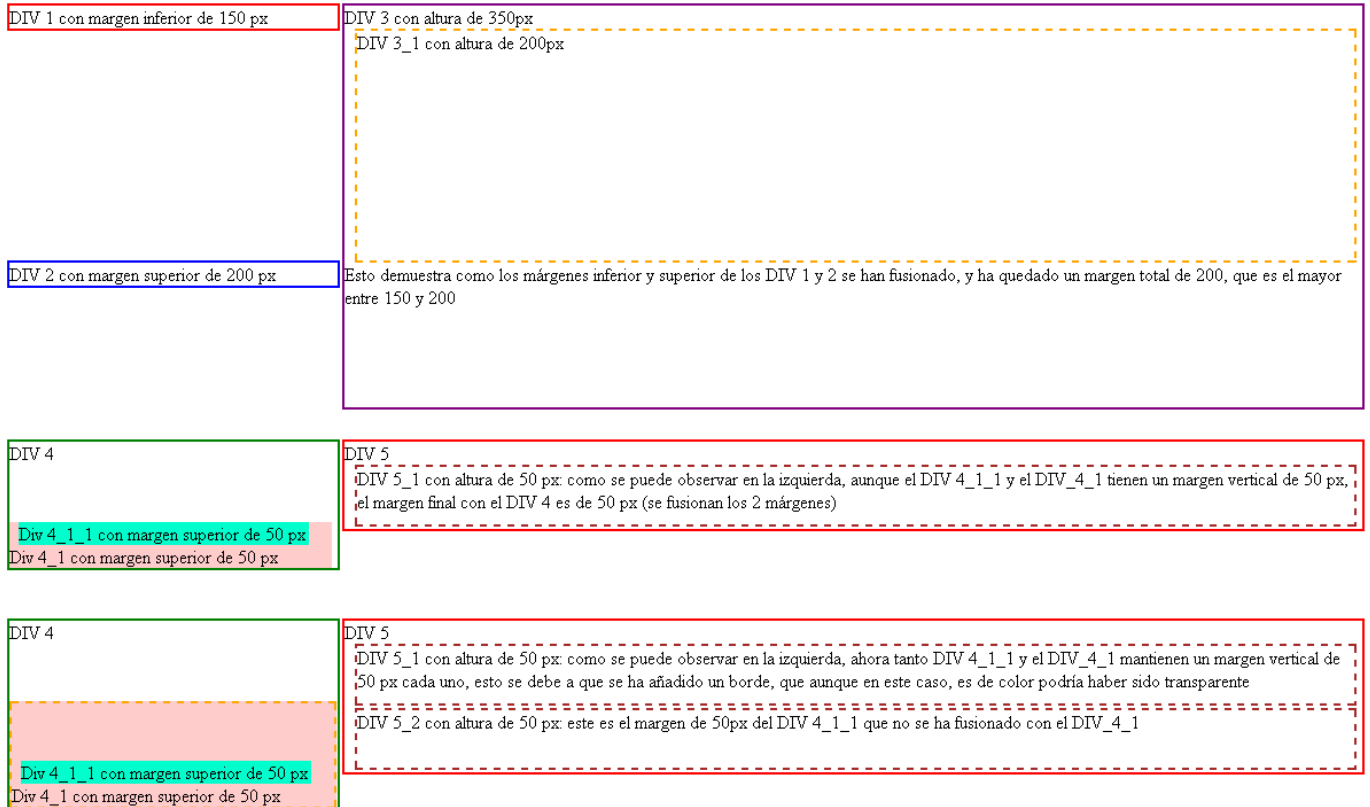 DIV 1 con margen inferior de 150 px
DIV 3 con altura de 350px
DIV 3_1 con altura de 200px
DIV 2 con margen superior de 200 px
Esto demuestra como los márgenes inferior y superior de los DIV 1 y 2 se han fusionado, y ha quedado un margen total de 200, que es el mayor
entre 150 y 200
DIV 4
Div 4_1_1 con margen superior de 50 px
Div 4_1 con margen superior de 50 px
DIV 5
DIV 5_1 con altura de 50 px: como se puede observar en la izquierda, aunque el DIV 4_1_1 y el DIV_4_1 tienen un margen vertical de 50 px,
el margen final con el DIV 4 es de 50 px (se fusionan los 2 márgenes)
DIV 4
Div 4_1_1 con margen superior de 50 px
Div 4_1 con margen superior de 50 px
DIV 5
DIV 5_1 con altura de 50 px: como se puede observar en la izquierda, ahora tanto DIV 4_1_1 y el DIV_4_1 mantienen un margen vertical de
50 px cada uno, esto se debe a que se ha añadido un borde, que aunque en este caso, es de color podría haber sido transparente
DIV 5_2 con altura de 50 px: este es el margen de 50px del DIV 4_1_1 que no se ha fusionado con el DIV_4_1